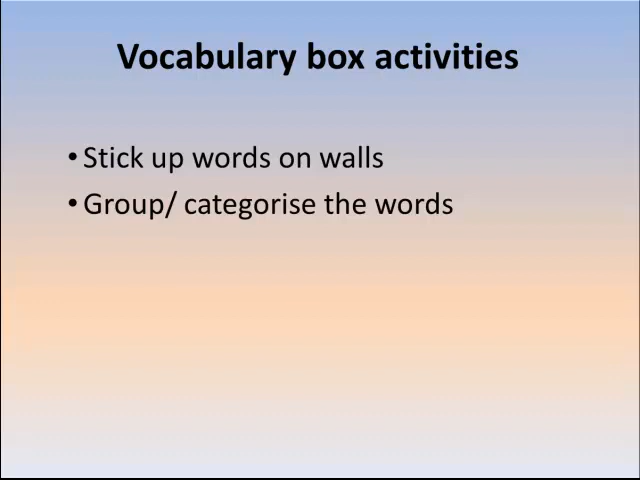 Vocabulary box activities
• Stick up words on walls
• Group/ categorise the words